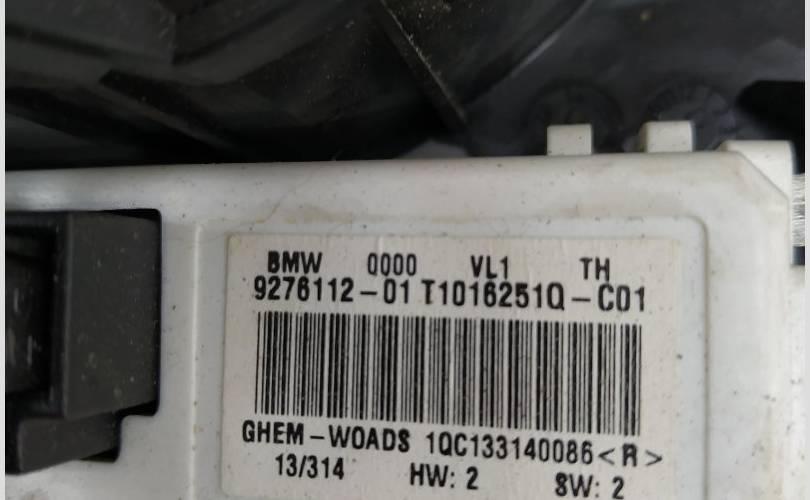 BMW 0000 VL1 TH
9276112-01 T1016251Q-C01
GHEM-WOADS 1QC133140086<R>
13/314 HW: 2 SW: 2